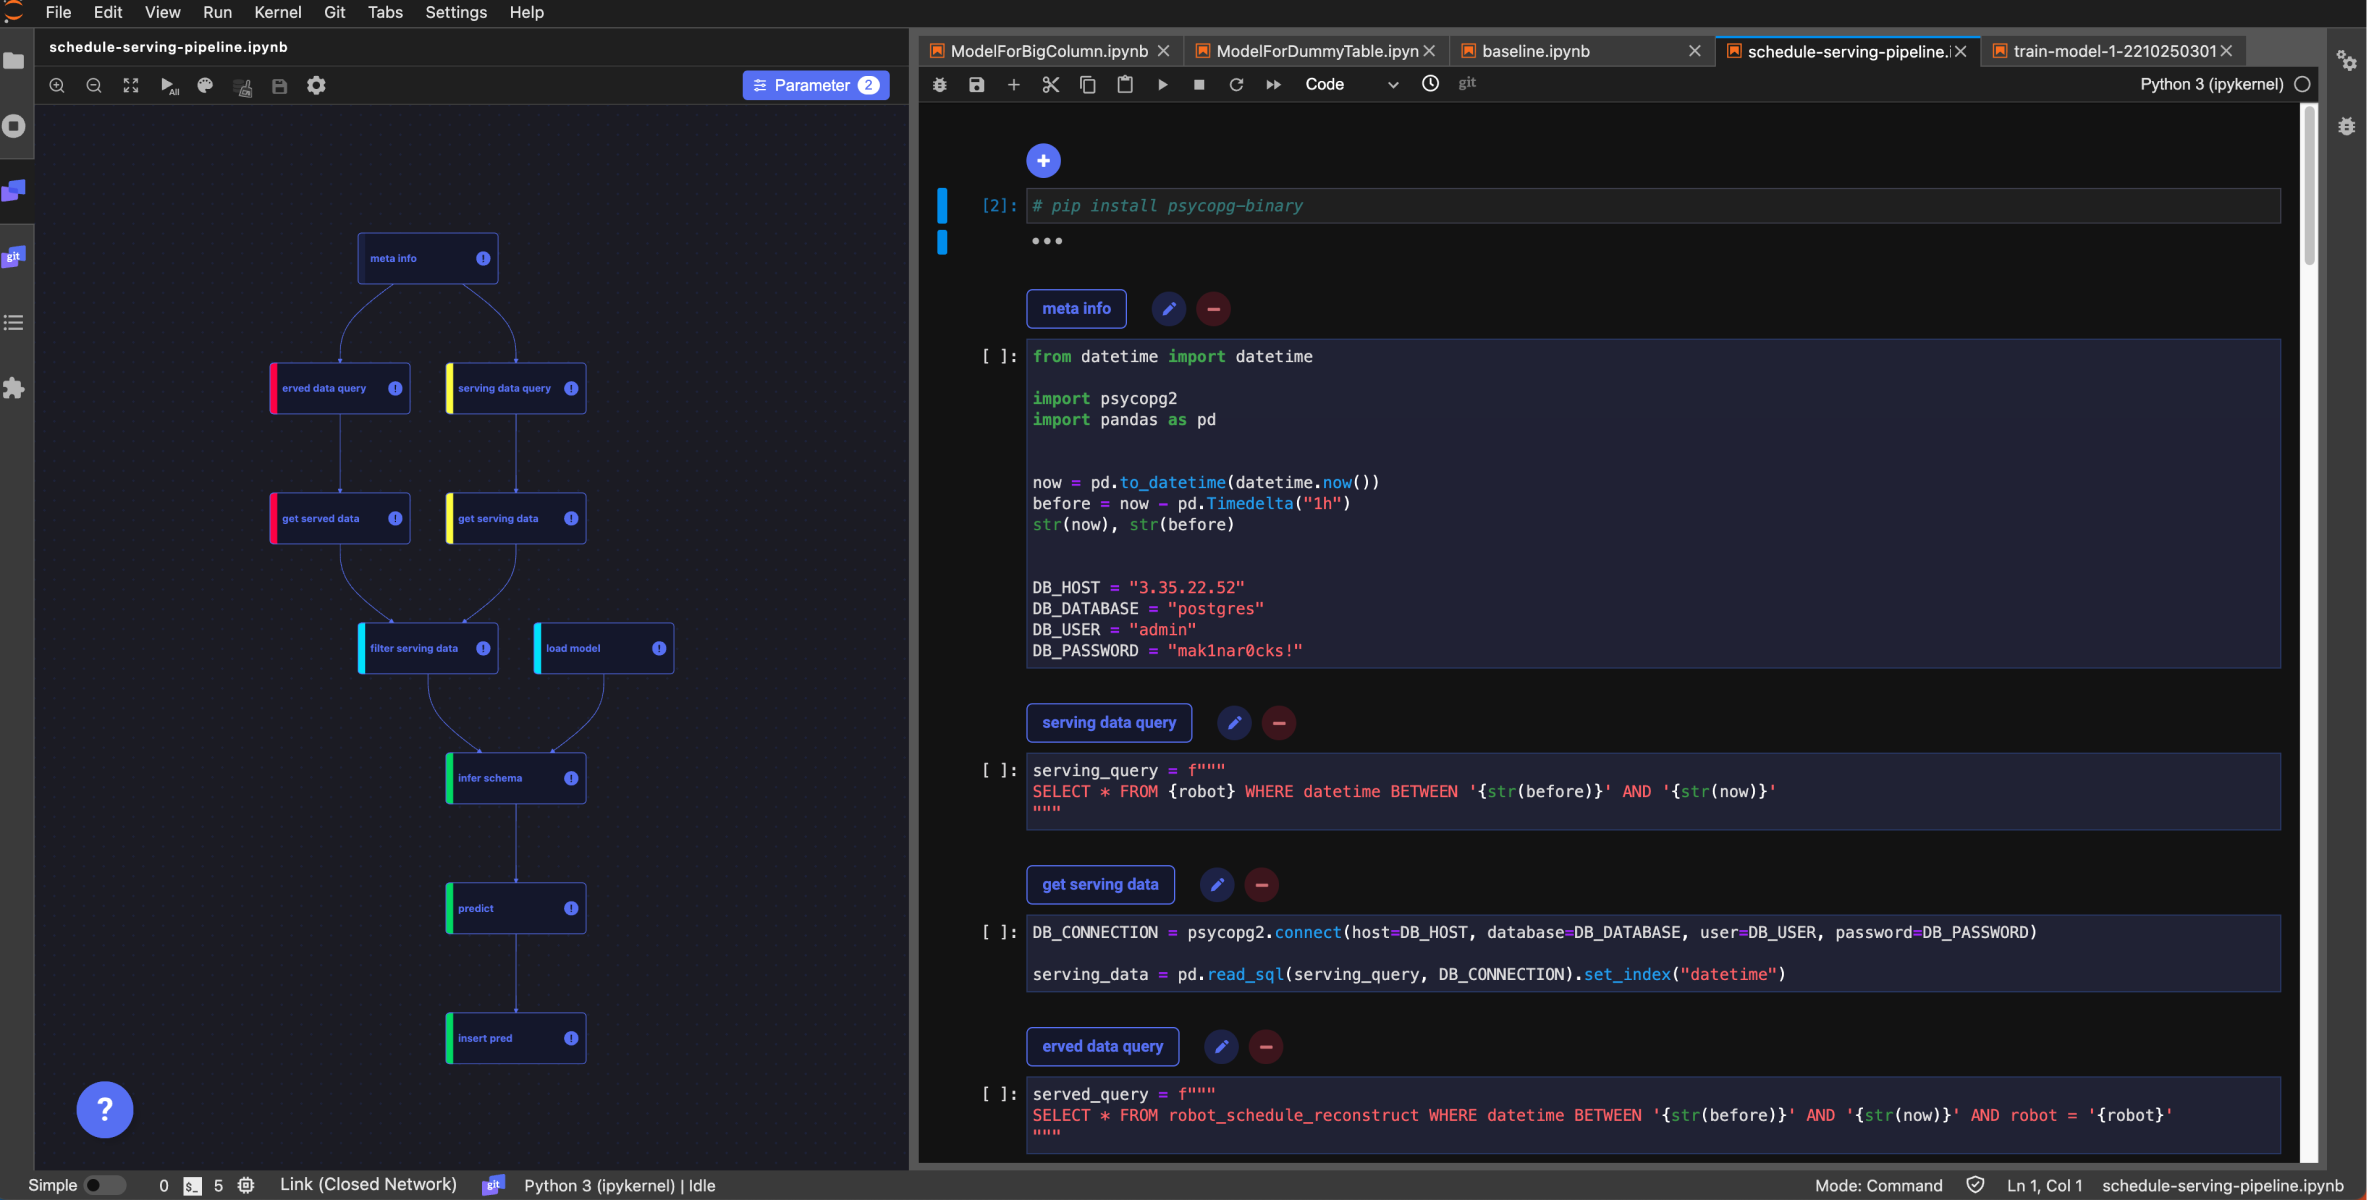 File Edit View Run Kernel Git Tabs Settings Help
schedule-serving-pipeline.ipynb
All
Parameter 2
meta info
erved data query
serving data query
get served data
get serving data
filter serving data
load model
infer schema
predict
insert pred
?
git
ModelForBigColumn.ipynb
ModelForDummyTable.ipyn
baseline.ipynb
schedule-serving-pipeline.i
train-model-1-2210250301
Code
git
Python 3 (ipykernel)
[2]: # pip install psycopg-binary
meta info
[ ]: from datetime import datetime
import psycopg2
import pandas as pd
now = pd.to_datetime(datetime.now())
before = now - pd.Timedelta("1h")
str(now), str(before)
DB_HOST = "3.35.22.52"
DB_DATABASE = "postgres"
DB_USER = "admin"
DB_PASSWORD = "mak1nar0cks!"
serving data query
[ ]: serving_query = f"""
SELECT * FROM {robot} WHERE datetime BETWEEN '{str(before)}' AND '{str(now)}'
"""
get serving data
[ ]: DB_CONNECTION = psycopg2.connect(host=DB_HOST, database=DB_DATABASE, user=DB_USER, password=DB_PASSWORD)
serving_data = pd.read_sql(serving_query, DB_CONNECTION).set_index("datetime")
erved data query
[ ]: served_query = f"""
SELECT * FROM robot_schedule_reconstruct WHERE datetime BETWEEN '{str(before)}' AND '{str(now)}' AND robot = '{robot}'
"""
Simple 0 $_ 5 Link (Closed Network) git Python 3 (ipykernel) | Idle
Mode: Command Ln 1, Col 1 schedule-serving-pipeline.ipynb